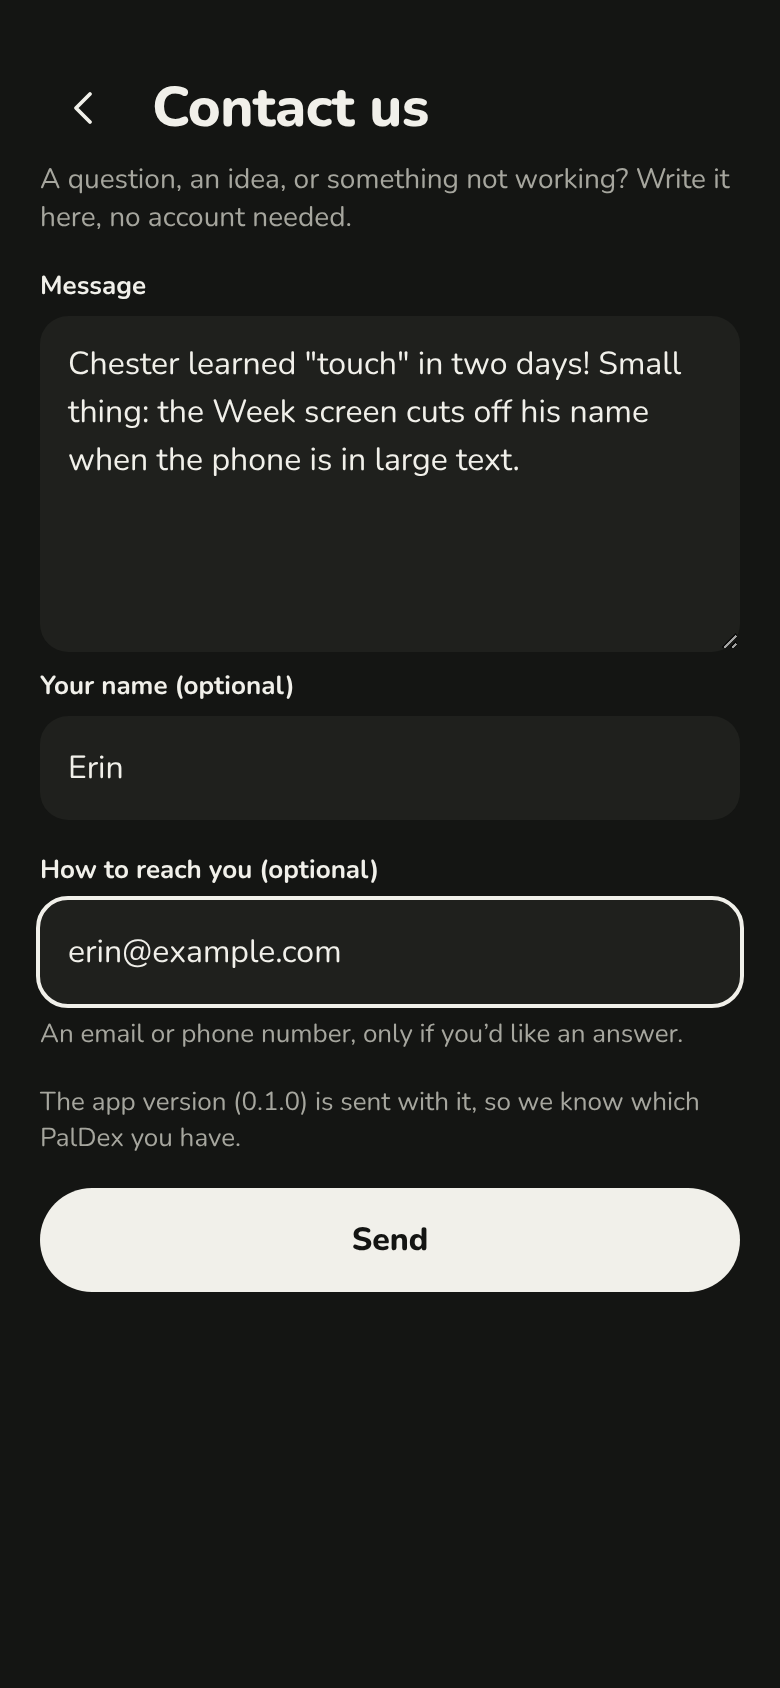 Contact us
A question, an idea, or something not working? Write it
here, no account needed.
Message
Chester learned "touch" in two days! Small
thing: the Week screen cuts off his name
when the phone is in large text.
Your name (optional)
Erin
How to reach you (optional)
erin@example.com
An email or phone number, only if you’d like an answer.
The app version (0.1.0) is sent with it, so we know which
PalDex you have.
Send